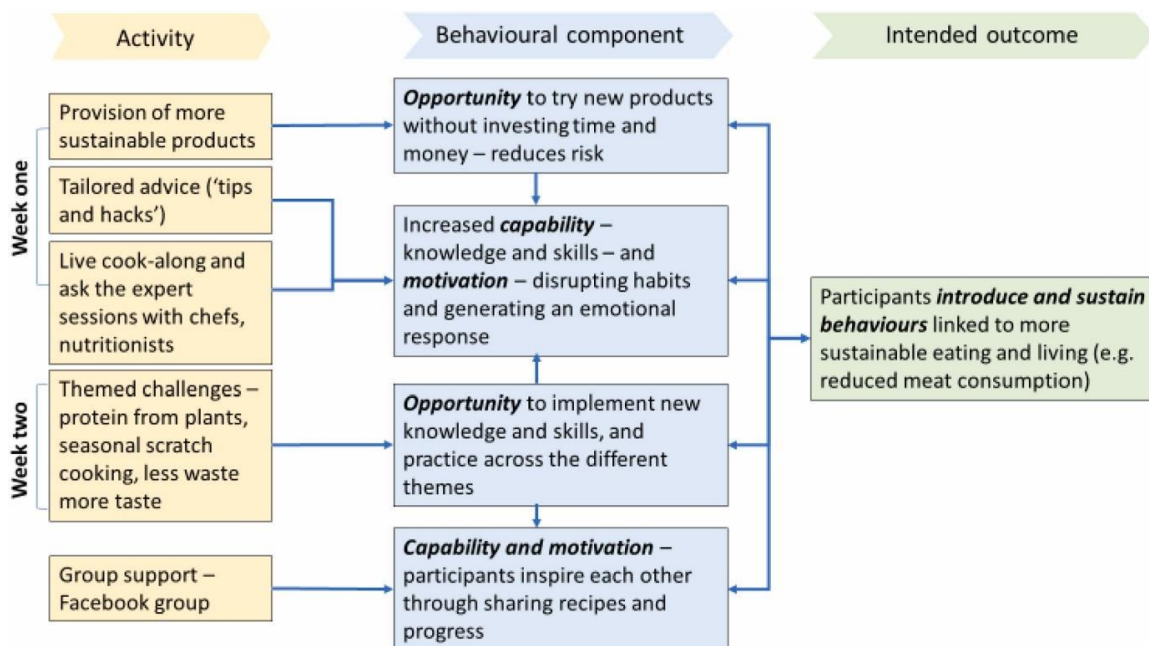 Activity
Behavioural component
Intended outcome
Week one
Provision of more
sustainable products
Tailored advice (‘tips
and hacks’)
Live cook-along and
ask the expert
sessions with chefs,
nutritionists
Week two
Themed challenges –
protein from plants,
seasonal scratch
cooking, less waste
more taste
Group support –
Facebook group
Opportunity to try new products
without investing time and
money – reduces risk
Increased capability –
knowledge and skills – and
motivation – disrupting habits
and generating an emotional
response
Opportunity to implement new
knowledge and skills, and
practice across the different
themes
Capability and motivation –
participants inspire each other
through sharing recipes and
progress
Participants introduce and sustain
behaviours linked to more
sustainable eating and living (e.g.
reduced meat consumption)